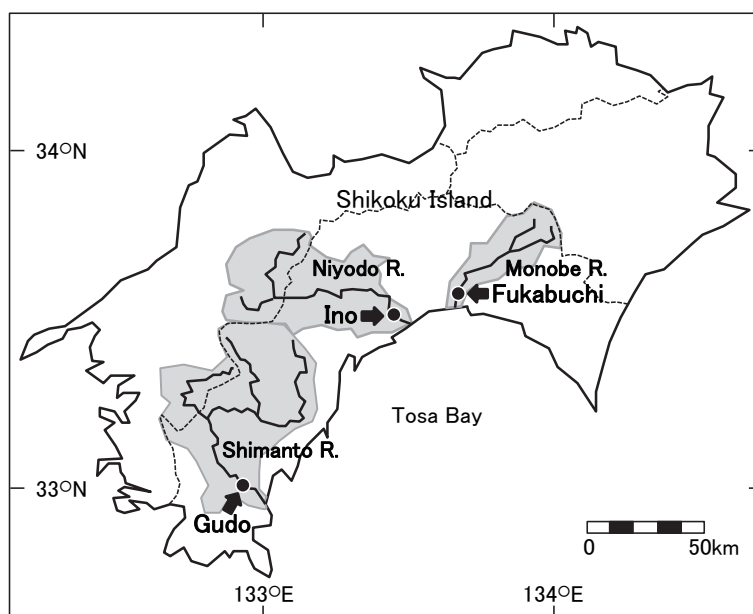 34°N
Shikoku Island
Niyodo R.
Monobe R.
Fukabuchi
Ino
Tosa Bay
Shimanto R.
33°N
Gudo
0 50km
133°E
134°E